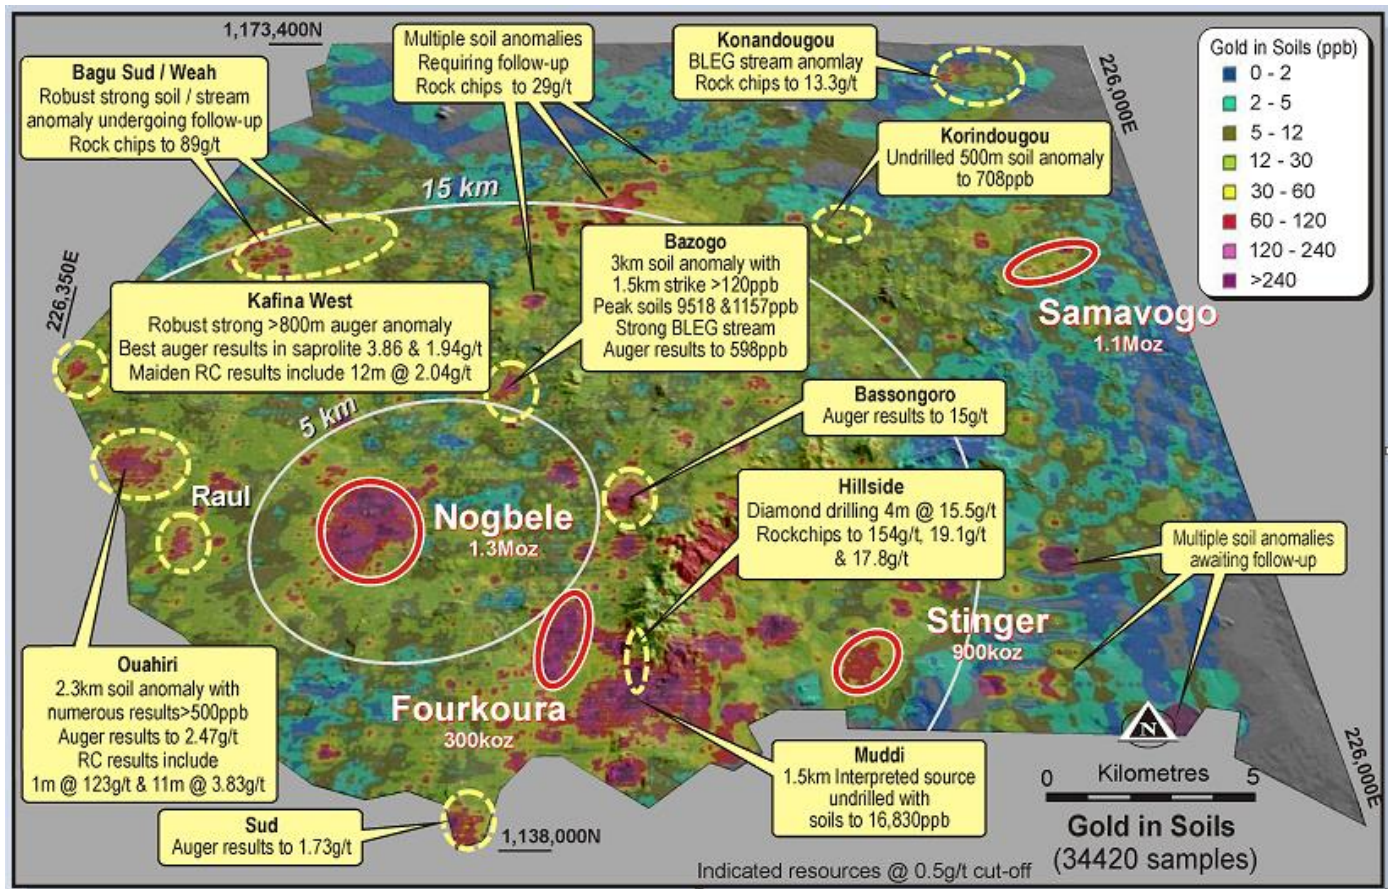 1,173,400N
Bagu Sud / Weah
Robust strong soil / stream
anomaly undergoing follow-up
Rock chips to 89g/t
Multiple soil anomalies
Requiring follow-up
Rock chips to 29g/t
Konandougou
BLEG stream anomlay
Rock chips to 13.3g/t
226,000E
Gold in Soils (ppb)
0 - 2
2 - 5
5 - 12
12 - 30
30 - 60
60 - 120
120 - 240
>240
Korindougou
Undrilled 500m soil anomaly
to 708ppb
15 km
226,350E
Kafina West
Robust strong >800m auger anomaly
Best auger results in saprolite 3.86 & 1.94g/t
Maiden RC results include 12m @ 2.04g/t
Bazogo
3km soil anomaly with
1.5km strike >120ppb
Peak soils 9518 &1157ppb
Strong BLEG stream
Auger results to 598ppb
Samavogo
1.1Moz
5 km
Bassongoro
Auger results to 15g/t
Raul
Nogbele
1.3Moz
Hillside
Diamond drilling 4m @ 15.5g/t
Rockchips to 154g/t, 19.1g/t
& 17.8g/t
Multiple soil anomalies
awaiting follow-up
Stinger
900koz
Ouahiri
2.3km soil anomaly with
numerous results>500ppb
Auger results to 2.47g/t
RC results include
1m @ 123g/t & 11m @ 3.83g/t
Fourkoura
300koz
Muddi
1.5km Interpreted source
undrilled with
soils to 16,830ppb
N
226,000E
0 Kilometres 5
Sud
Auger results to 1.73g/t
1,138,000N
Gold in Soils
(34420 samples)
Indicated resources @ 0.5g/t cut-off